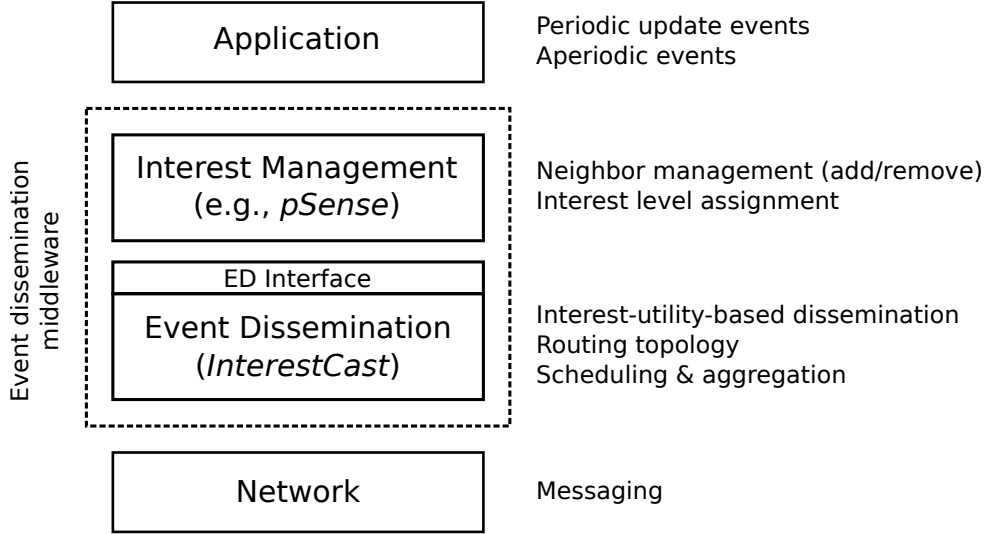 Application
Periodic update events
Aperiodic events
Event dissemination
middleware
Interest Management
(e.g., pSense)
Neighbor management (add/remove)
Interest level assignment
ED Interface
Event Dissemination
(InterestCast)
Interest-utility-based dissemination
Routing topology
Scheduling & aggregation
Network
Messaging